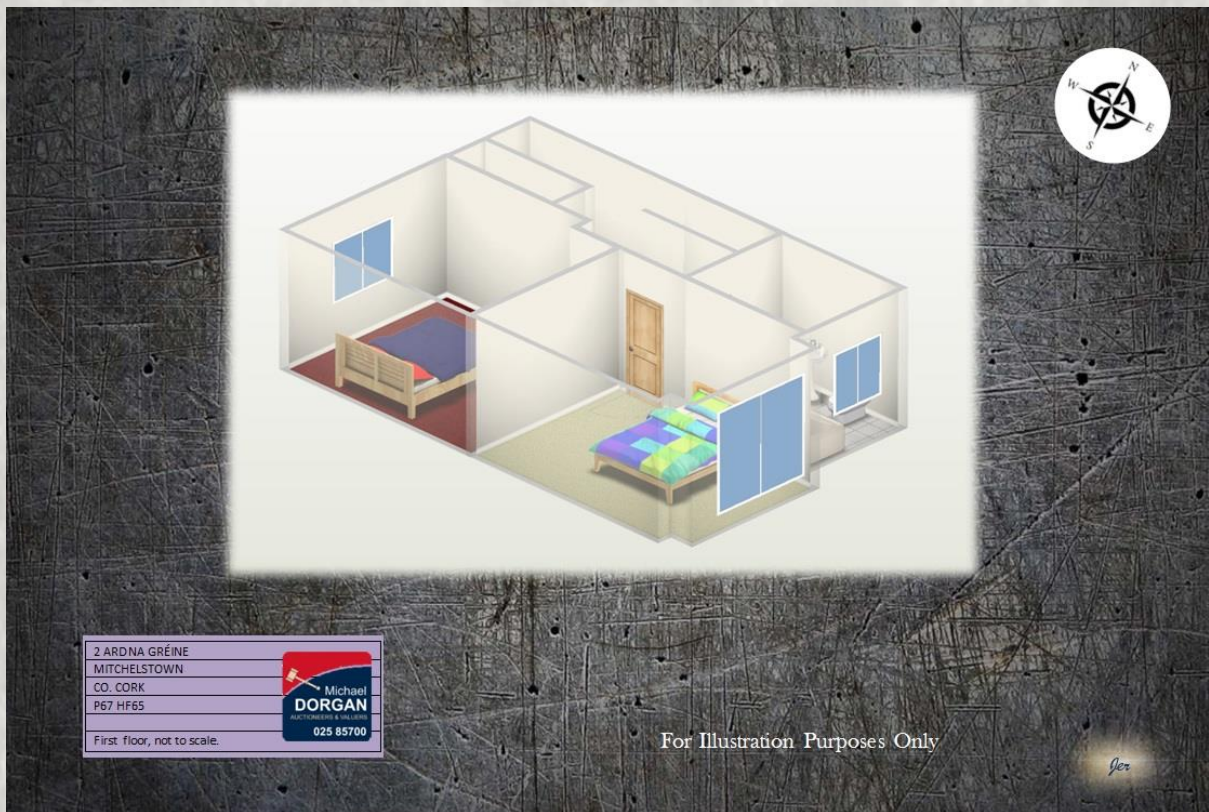 N
W
E
S
2 ARDNA GRÉINE
MITCHELSTOWN
CO. CORK
P67 HF65
First floor, not to scale.
Michael
DORGAN
AUCTIONEERS & VALUERS
025 85700
For Illustration Purposes Only
Jer